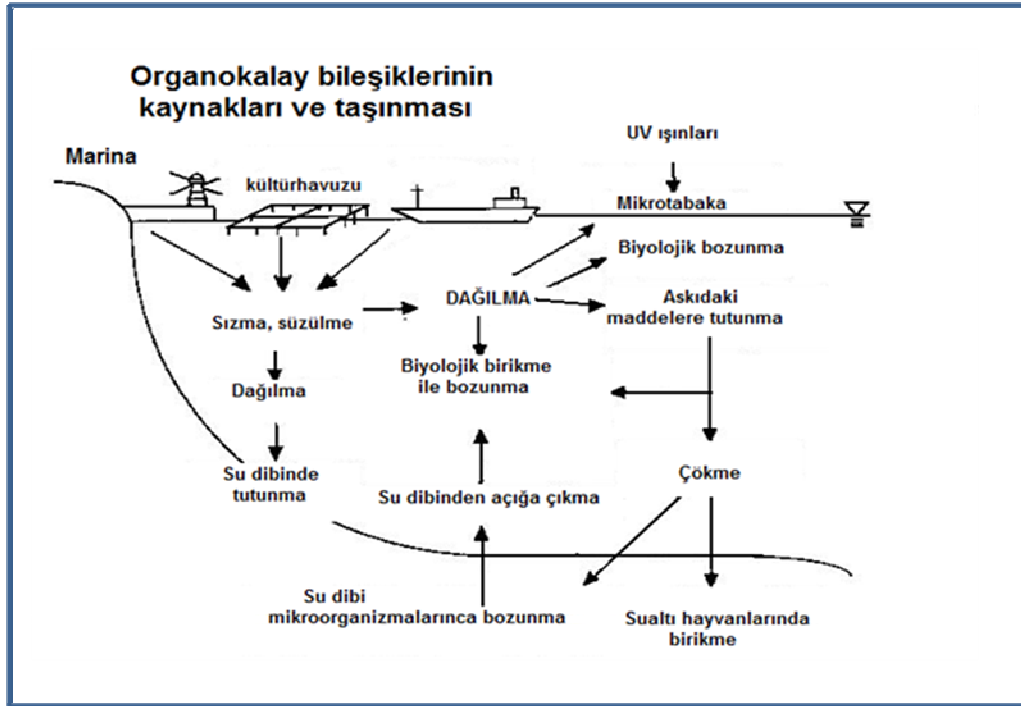 Organokalay bileşiklerinin
kaynakları ve taşınması
UV ışınları
Marina
kültürhavuzu
Mikrotabaka
Biyolojik bozunma
DAĞILMA
Askıdaki
maddelere tutunma
Sızma, süzülme
Biyolojik birikme
ile bozunma
Dağılma
Su dibinde
tutunma
Su dibinden açığa çıkma
Çökme
Su dibi
mikroorganizmalarınca bozunma
Sualtı hayvanlarında
birikme